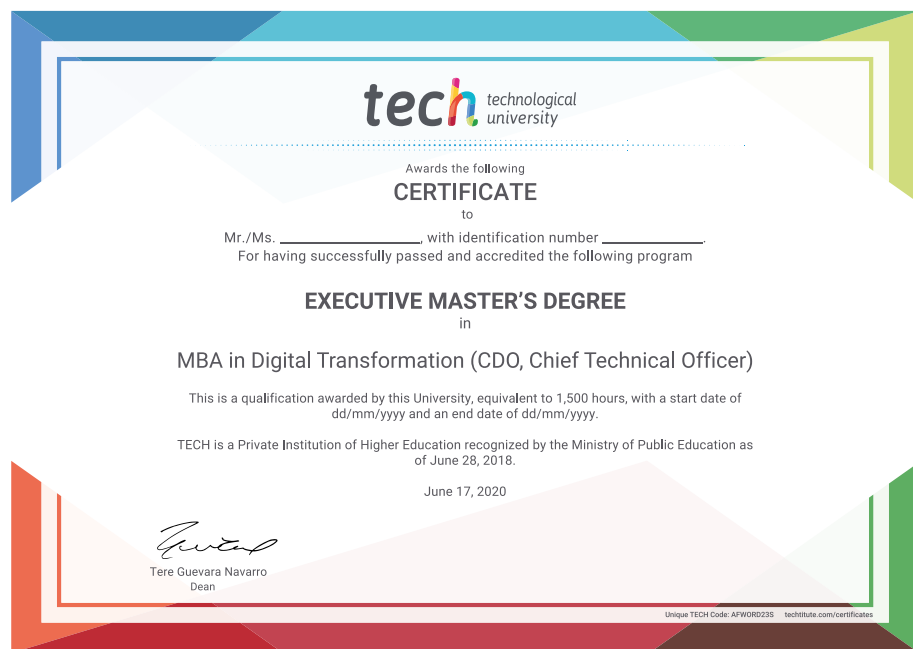 tech technological
university
Awards the following
CERTIFICATE
to
Mr./Ms. ____________________, with identification number ______________.
For having successfully passed and accredited the following program
EXECUTIVE MASTER'S DEGREE
in
MBA in Digital Transformation (CDO, Chief Technical Officer)
This is a qualification awarded by this University, equivalent to 1,500 hours, with a start date of
dd/mm/yyyy and an end date of dd/mm/yyyy.
TECH is a Private Institution of Higher Education recognized by the Ministry of Public Education as
of June 28, 2018.
June 17, 2020
Tere Guevara Navarro
Dean
Unique TECH Code: AFWORD23S techtitute.com/certificates